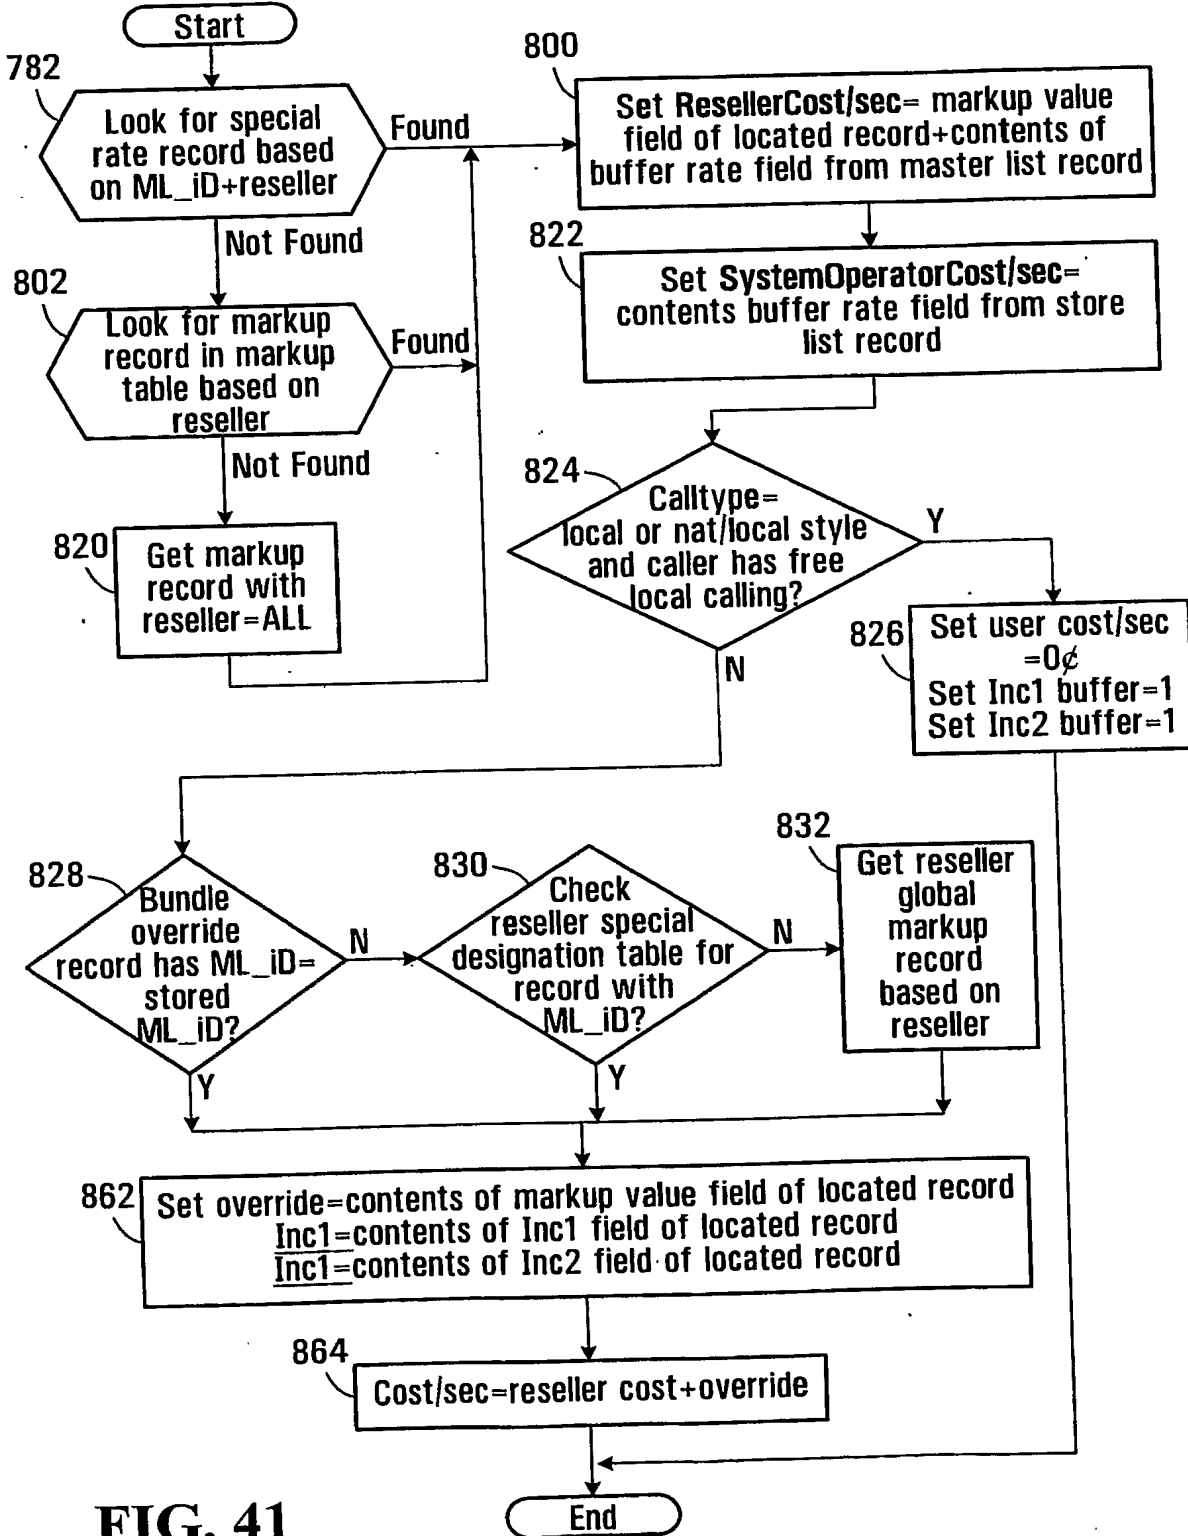 Start
782
Look for special
rate record based
on ML_iD+reseller
Found
Not Found
802
Look for markup
record in markup
table based on
reseller
Found
Not Found
820
Get markup
record with
reseller=ALL
800
Set ResellerCost/sec= markup value
field of located record+contents of
buffer rate field from master list record
822
Set SystemOperatorCost/sec=
contents buffer rate field from store
list record
824
Calltype=
local or nat/local style
and caller has free
local calling?
Y
N
826
Set user cost/sec
=0¢
Set Inc1 buffer=1
Set Inc2 buffer=1
828
Bundle
override
record has ML_iD=
stored
ML_iD?
N
Y
830
Check
reseller special
designation table for
record with
ML_iD?
N
Y
832
Get reseller
global
markup
record
based on
reseller
862
Set override=contents of markup value field of located record
Inc1=contents of Inc1 field of located record
Inc1=contents of Inc2 field of located record
864
Cost/sec=reseller cost+override
End
FIG. 41